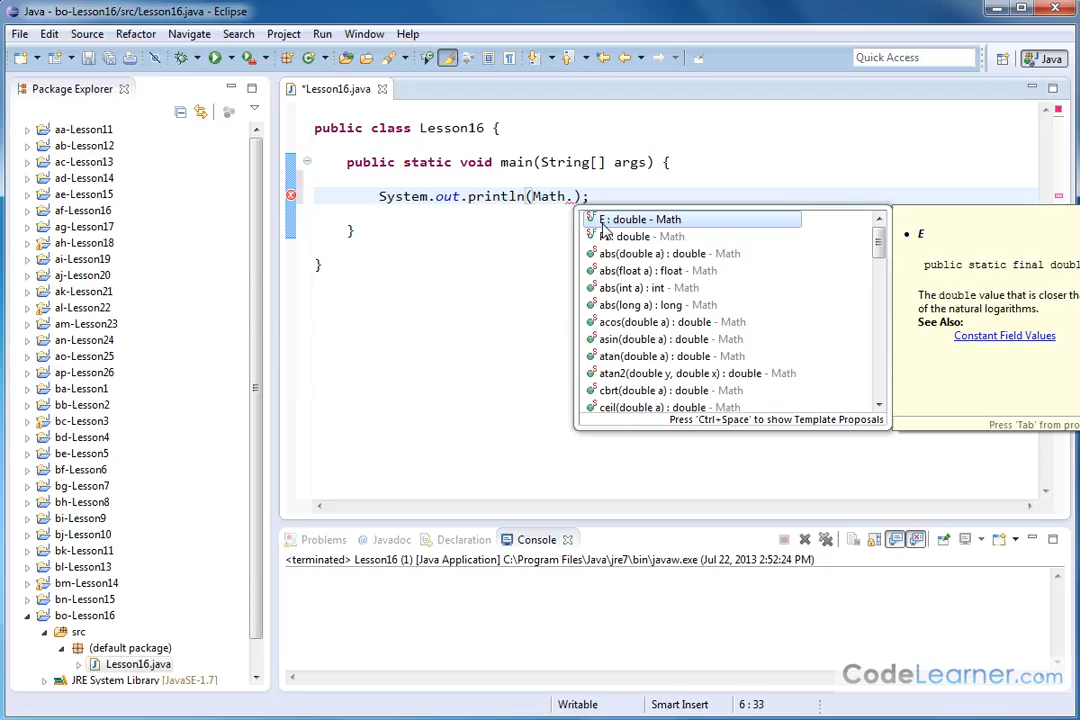 Java - bo-Lesson16/src/Lesson16.java - Eclipse
File Edit Source Refactor Navigate Search Project Run Window Help
Quick Access
Java
Package Explorer
*Lesson16.java
aa-Lesson11
ab-Lesson12
ac-Lesson13
ad-Lesson14
ae-Lesson15
af-Lesson16
ag-Lesson17
ah-Lesson18
ai-Lesson19
aj-Lesson20
ak-Lesson21
al-Lesson22
am-Lesson23
an-Lesson24
ao-Lesson25
ap-Lesson26
ba-Lesson1
bb-Lesson2
bc-Lesson3
bd-Lesson4
be-Lesson5
bf-Lesson6
bg-Lesson7
bh-Lesson8
bi-Lesson9
bj-Lesson10
bk-Lesson11
bl-Lesson13
bm-Lesson14
bn-Lesson15
bo-Lesson16
src
(default package)
Lesson16.java
JRE System Library [JavaSE-1.7]
public class Lesson16 {
public static void main(String[] args) {
System.out.println(Math.);
}
}
E : double - Math
: double - Math
abs(double a) : double - Math
abs(float a) : float - Math
abs(int a) : int - Math
abs(long a) : long - Math
acos(double a) : double - Math
asin(double a) : double - Math
atan(double a) : double - Math
atan2(double y, double x) : double - Math
cbrt(double a) : double - Math
ceil(double a) : double - Math
Press 'Ctrl+Space' to show Template Proposals
E
public static final doubl
The double value that is closer tha
of the natural logarithms.
See Also:
Constant Field Values
Press 'Tab' from pro
Problems @ Javadoc Declaration Console
<terminated> Lesson16 (1) [Java Application] C:\Program Files\Java\jre7\bin\javaw.exe (Jul 22, 2013 2:52:24 PM)
CodeLearner.com
Writable Smart Insert 6 : 33